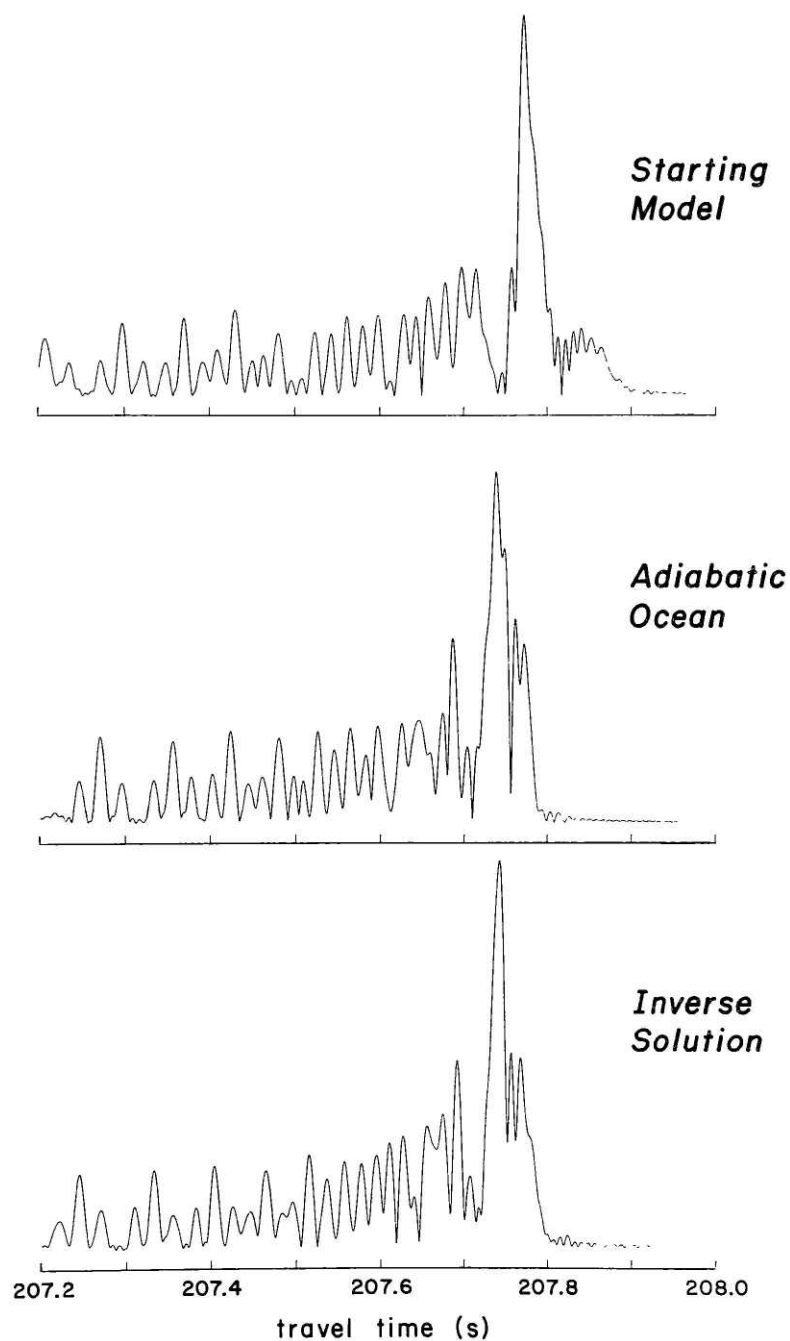 Starting
Model
Adiabatic
Ocean
Inverse
Solution
207.2 207.4 207.6 207.8 208.0
travel time (s)